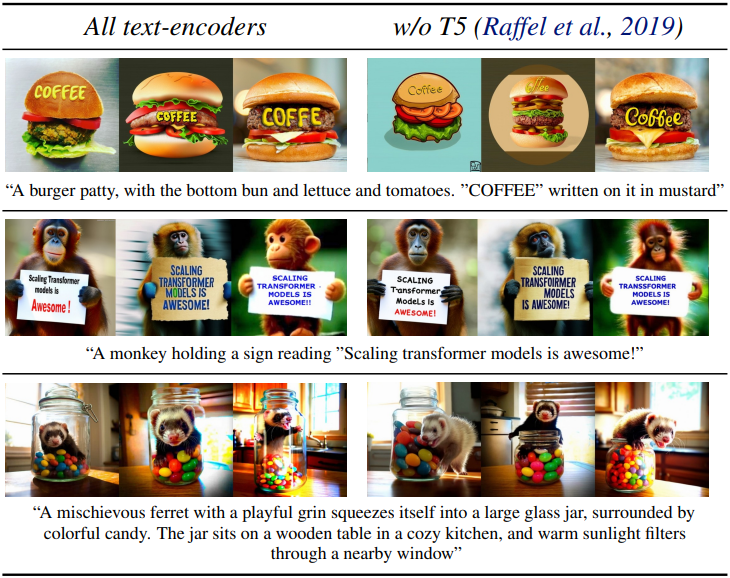 All text-encoders
w/o T5 (Raffel et al., 2019)
COFFEE
COFFEE
COFFE
Coffee
Coffee
Coffee
“A burger patty, with the bottom bun and lettuce and tomatoes. ”COFFEE” written on it in mustard”
Scaling Transformer
models is
Awesome !
SCALING
TRANSFORMER
MODELS IS
AWESOME!
SCALING
TRANSSFORMER
MODELS IS
AWESOME!!
SCALING
Transformer
Models is
AWESOME!
SCALING
TRANSFOIRMER
MODELS
IS AWESOME!
SCALING
TRANSSFORMER
MODELS IS
AWESOME!
“A monkey holding a sign reading ”Scaling transformer models is awesome!”
“A mischievous ferret with a playful grin squeezes itself into a large glass jar, surrounded by
colorful candy. The jar sits on a wooden table in a cozy kitchen, and warm sunlight filters
through a nearby window”